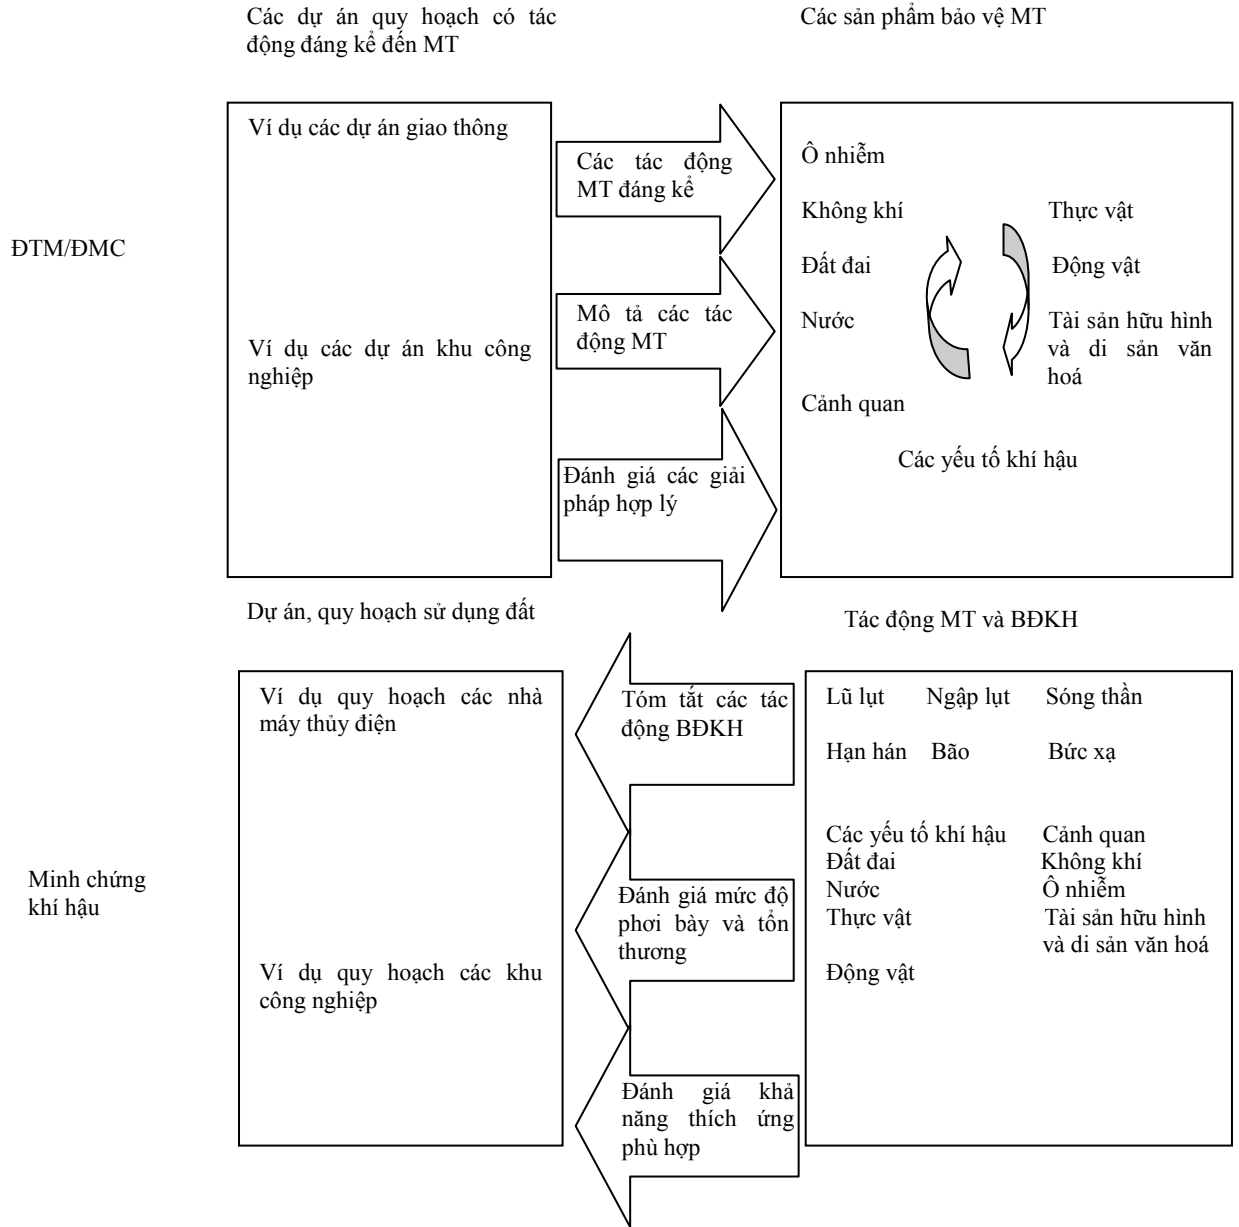 Các dự án quy hoạch có tác
động đáng kể đến MT
Các sản phẩm bảo vệ MT
ĐTM/ĐMC
Ví dụ các dự án giao thông
Ví dụ các dự án khu công
nghiệp
Các tác động
MT đáng kể
Mô tả các tác
động MT
Đánh giá các giải
pháp hợp lý
Ô nhiễm
Không khí
Thực vật
Đất đai
Động vật
Nước
Tài sản hữu hình
và di sản văn
hoá
Cảnh quan
Các yếu tố khí hậu
Dự án, quy hoạch sử dụng đất
Tác động MT và BĐKH
Minh chứng
khí hậu
Ví dụ quy hoạch các nhà
máy thủy điện
Ví dụ quy hoạch các khu
công nghiệp
Tóm tắt các tác
động BĐKH
Đánh giá mức độ
phơi bày và tổn
thương
Đánh giá khả
năng thích ứng
phù hợp
Lũ lụt Ngập lụt Sóng thần
Hạn hán Bão Bức xạ
Các yếu tố khí hậu Cảnh quan
Đất đai Không khí
Nước Ô nhiễm
Thực vật Tài sản hữu hình
và di sản văn hoá
Động vật